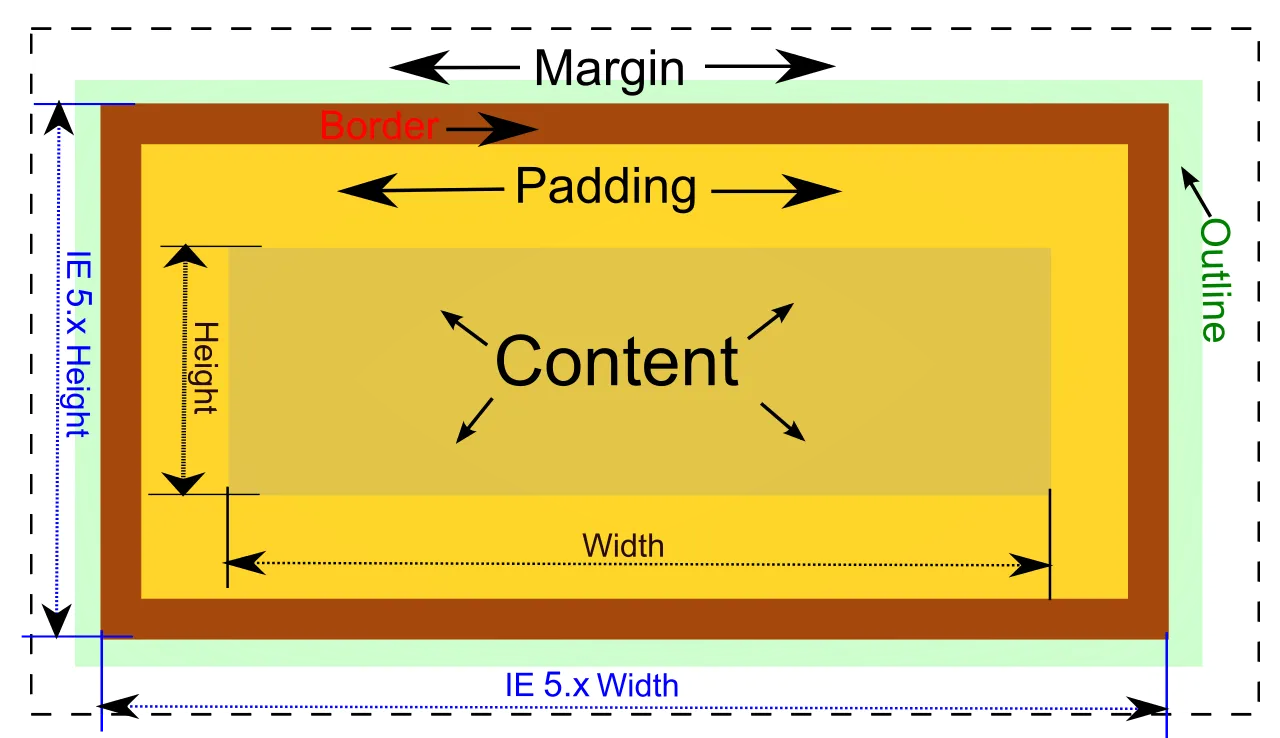 Margin
Border
Padding
Outline
IE 5.x Height
Height
Content
Width
IE 5.x Width